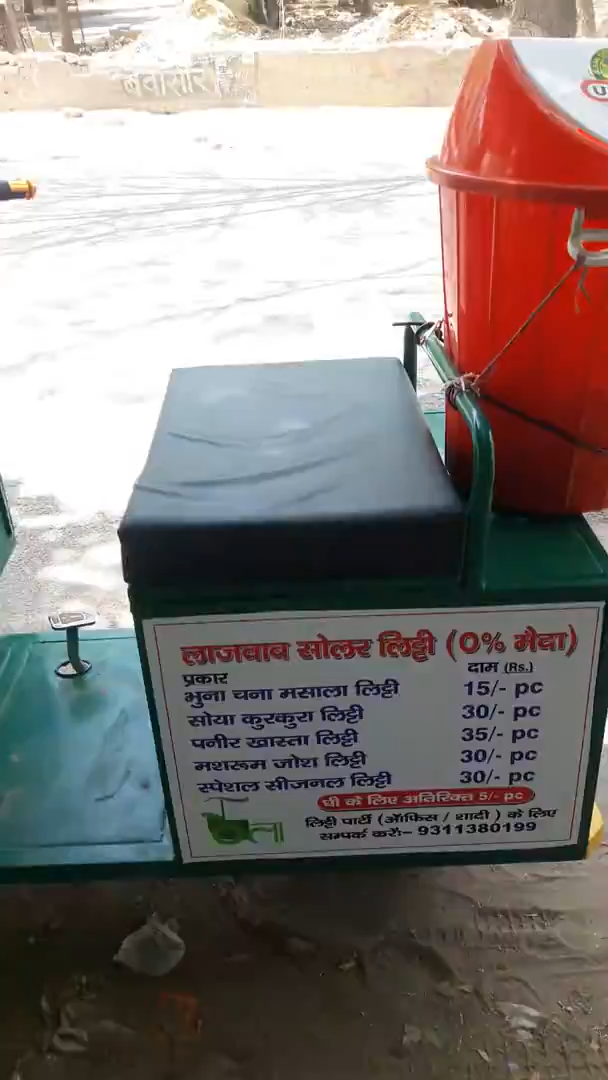 बवासीर
लाजवाब सोलर लिट्टी (0% मैदा)
प्रकार दाम (Rs.)
भुना चना मसाला लिट्टी 15/- pc
सोया कुरकुरा लिट्टी 30/- pc
पनीर खास्ता लिट्टी 35/- pc
मशरूम जोश लिट्टी 30/- pc
स्पेशल सीजनल लिट्टी 30/- pc
घी के लिए अतिरिक्त 5/- pc
लिट्टी पार्टी (ऑफिस / शादी ) के लिए
सम्पर्क करें:- 9311380199